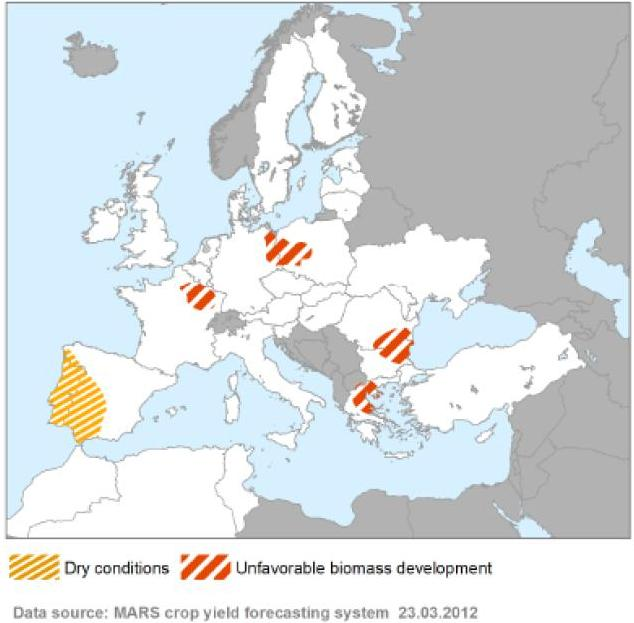 Dry conditions Unfavorable biomass development
Data source: MARS crop yield forecasting system 23.03.2012